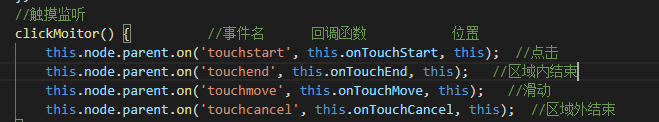 //触摸监听
clickMoitor() { //事件名 回调函数 位置
this.node.parent.on('touchstart', this.onTouchStart, this); //点击
this.node.parent.on('touchend', this.onTouchEnd, this); //区域内结束
this.node.parent.on('touchmove', this.onTouchMove, this); //滑动
this.node.parent.on('touchcancel', this.onTouchCancel, this); //区域外结束